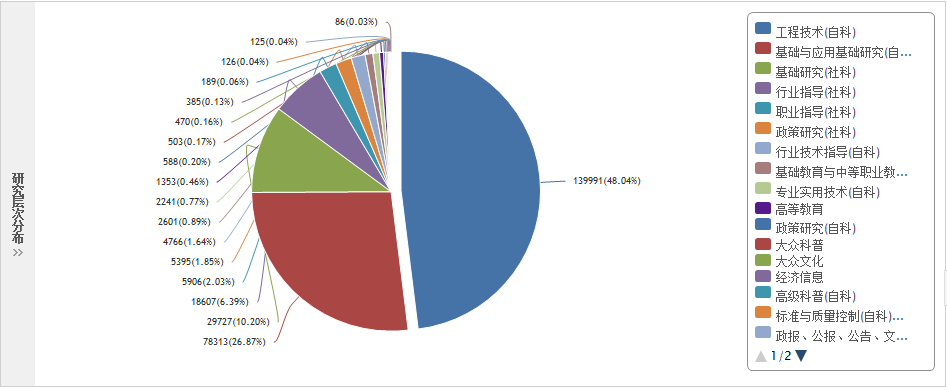 研究层次分布 >>
86(0.03%)
125(0.04%)
126(0.04%)
189(0.06%)
385(0.13%)
470(0.16%)
503(0.17%)
588(0.20%)
1353(0.46%)
2241(0.77%)
2601(0.89%)
4766(1.64%)
5395(1.85%)
5906(2.03%)
18607(6.39%)
29727(10.20%)
78313(26.87%)
139991(48.04%)
工程技术(自科)
基础与应用基础研究(自...
基础研究(社科)
行业指导(社科)
职业指导(社科)
政策研究(社科)
行业技术指导(自科)
基础教育与中等职业教...
专业实用技术(自科)
高等教育
政策研究(自科)
大众科普
大众文化
经济信息
高级科普(自科)
标准与质量控制(自科)...
政报、公报、公告、文...
1/2